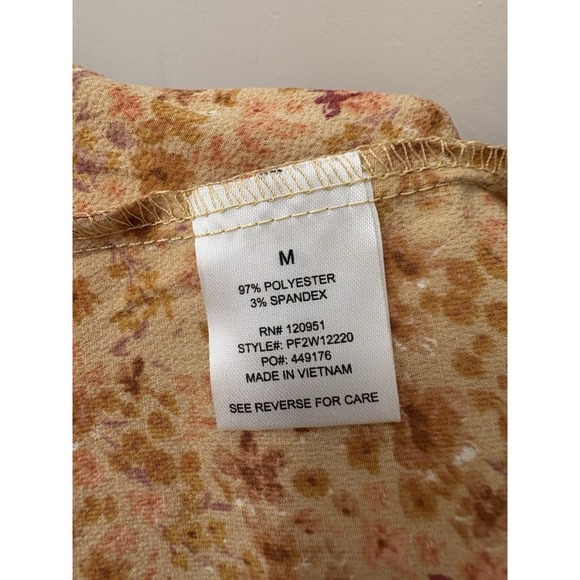 M
97% POLYESTER
3% SPANDEX
RN# 120951
STYLE#: PF2W12220
PO#: 449176
MADE IN VIETNAM
SEE REVERSE FOR CARE